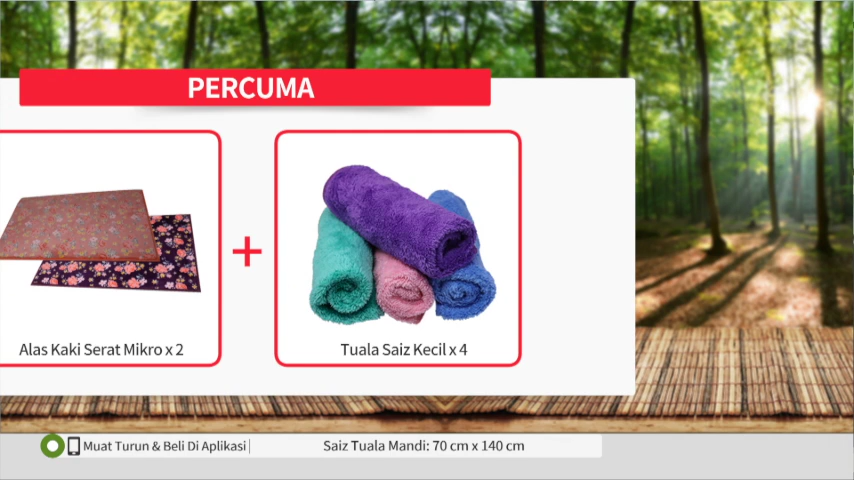 PERCUMA
Alas Kaki Serat Mikro x 2
+
Tuala Saiz Kecil x 4
Muat Turun & Beli Di Aplikasi
Saiz Tuala Mandi: 70 cm x 140 cm